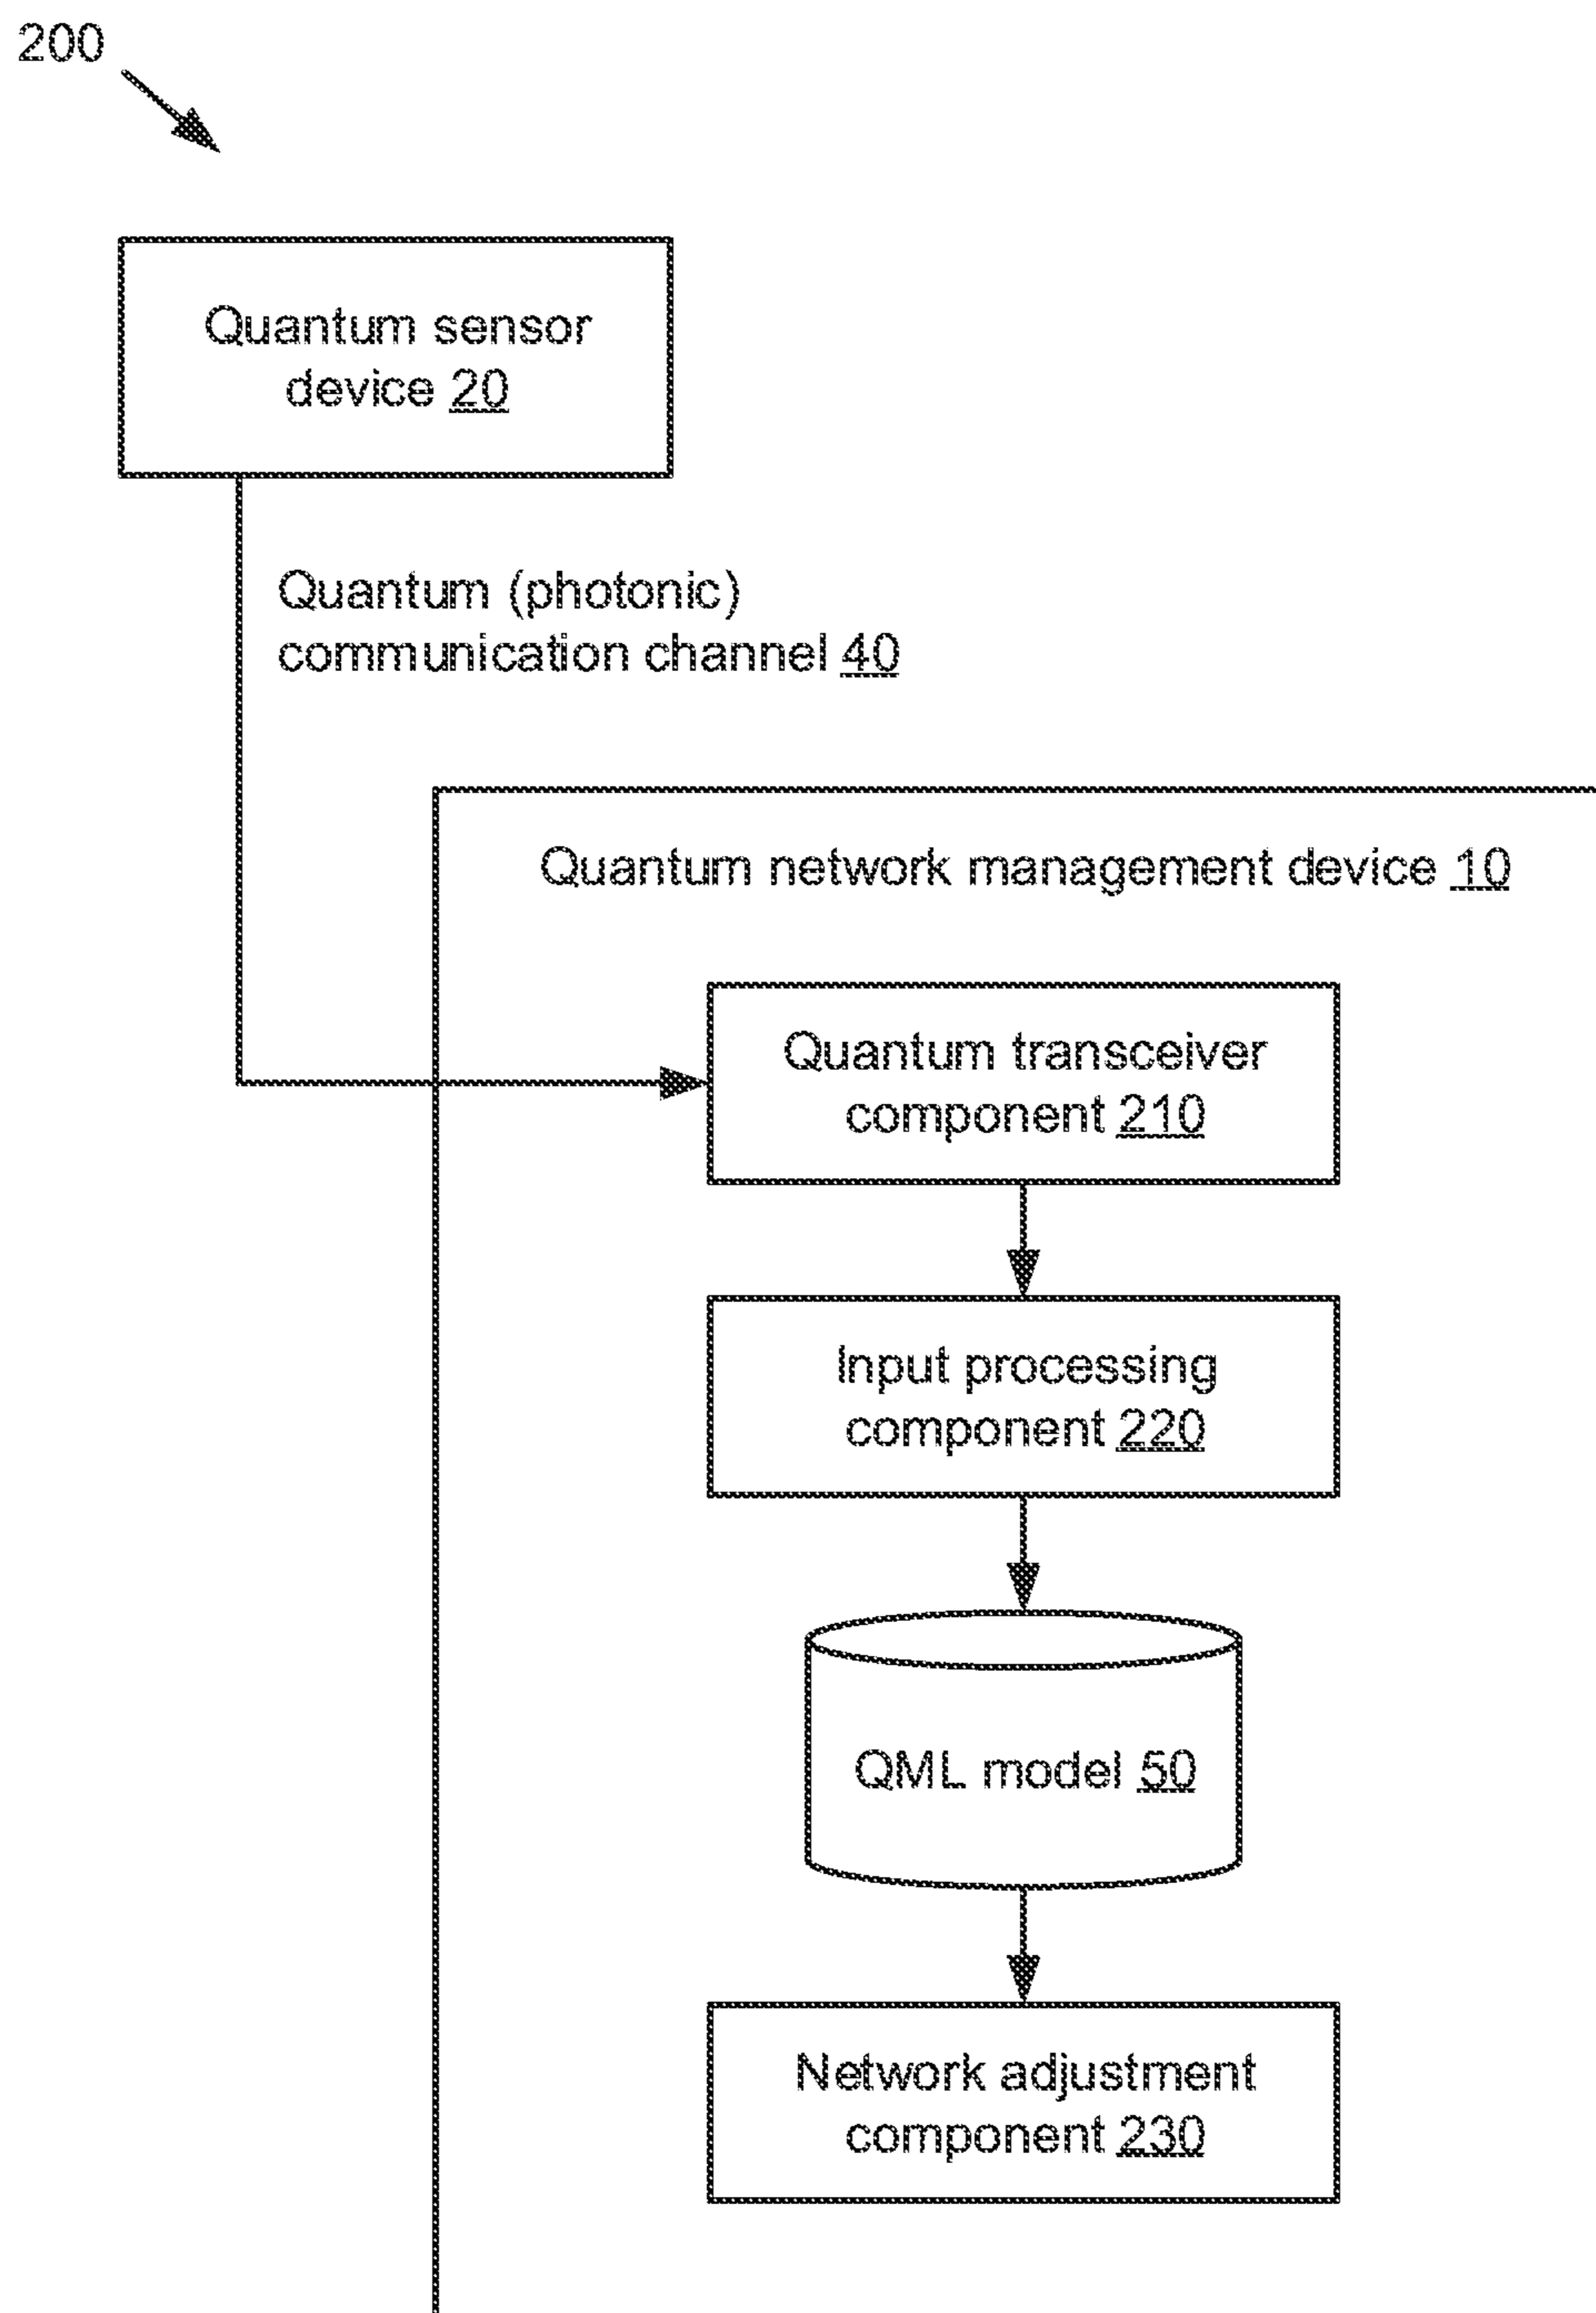 200
Quantum sensor
device 20
Quantum (photonic)
communication channel 40
Quantum network management device 10
Quantum transceiver
component 210
Input processing
component 220
QML model 50
Network adjustment
component 230